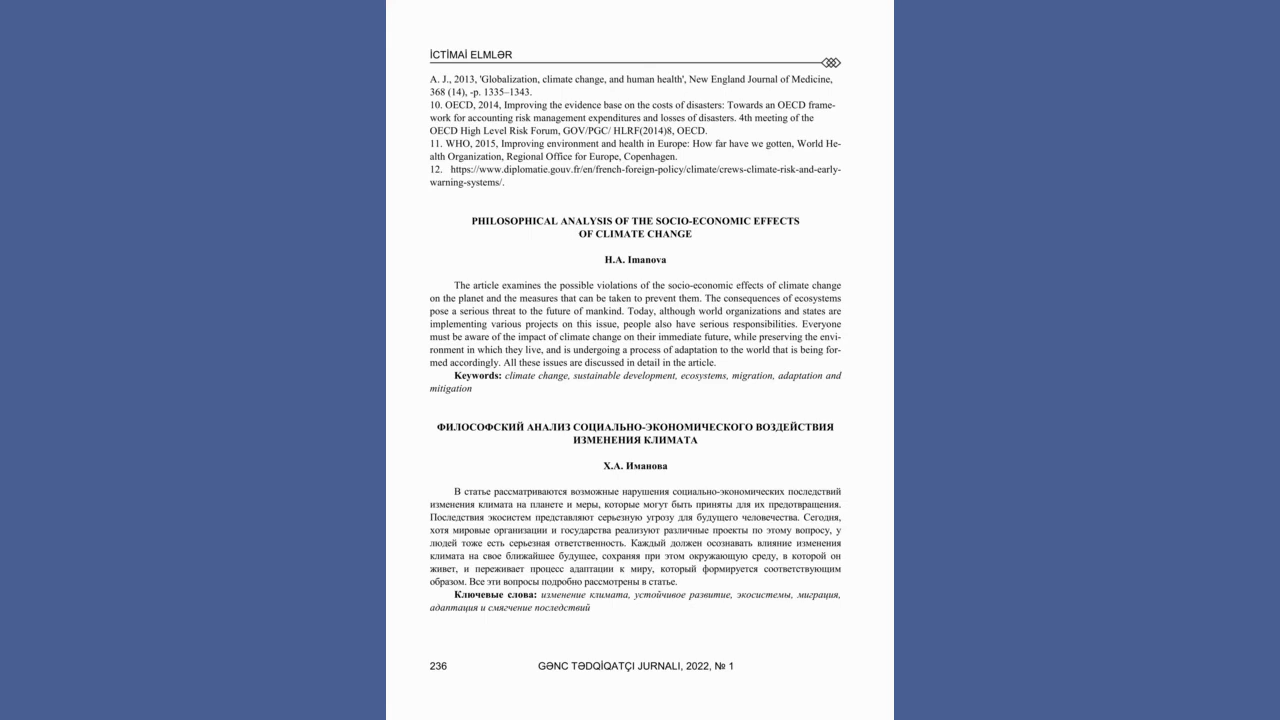 İCTİMAİ ELMLƏR
A. J., 2013, 'Globalization, climate change, and human health', New England Journal of Medicine,
368 (14), -p. 1335–1343.
10. OECD, 2014, Improving the evidence base on the costs of disasters: Towards an OECD frame-
work for accounting risk management expenditures and losses of disasters. 4th meeting of the
OECD High Level Risk Forum, GOV/PGC/ HLRF(2014)8, OECD.
11. WHO, 2015, Improving environment and health in Europe: How far have we gotten, World He-
alth Organization, Regional Office for Europe, Copenhagen.
12. https://www.diplomatie.gouv.fr/en/french-foreign-policy/climate/crews-climate-risk-and-early-
warning-systems/.
PHILOSOPHICAL ANALYSIS OF THE SOCIO-ECONOMIC EFFECTS
OF CLIMATE CHANGE
H.A. Imanova
The article examines the possible violations of the socio-economic effects of climate change
on the planet and the measures that can be taken to prevent them. The consequences of ecosystems
pose a serious threat to the future of mankind. Today, although world organizations and states are
implementing various projects on this issue, people also have serious responsibilities. Everyone
must be aware of the impact of climate change on their immediate future, while preserving the envi-
ronment in which they live, and is undergoing a process of adaptation to the world that is being for-
med accordingly. All these issues are discussed in detail in the article.
Keywords: climate change, sustainable development, ecosystems, migration, adaptation and
mitigation
ФИЛОСОФСКИЙ АНАЛИЗ СОЦИАЛЬНО-ЭКОНОМИЧЕСКОГО ВОЗДЕЙСТВИЯ
ИЗМЕНЕНИЯ КЛИМАТА
Х.А. Иманова
В статье рассматриваются возможные нарушения социально-экономических последствий
изменения климата на планете и меры, которые могут быть приняты для их предотвращения.
Последствия экосистем представляют серьезную угрозу для будущего человечества. Сегодня,
хотя мировые организации и государства реализуют различные проекты по этому вопросу, у
людей тоже есть серьезная ответственность. Каждый должен осознавать влияние изменения
климата на свое ближайшее будущее, сохраняя при этом окружающую среду, в которой он
живет, и переживает процесс адаптации к миру, который формируется соответствующим
образом. Все эти вопросы подробно рассмотрены в статье.
Ключевые слова: изменение климата, устойчивое развитие, экосистемы, миграция,
адаптация и смягчение последствий
236
GƏNC TƏDQİQATÇI JURNALI, 2022, № 1